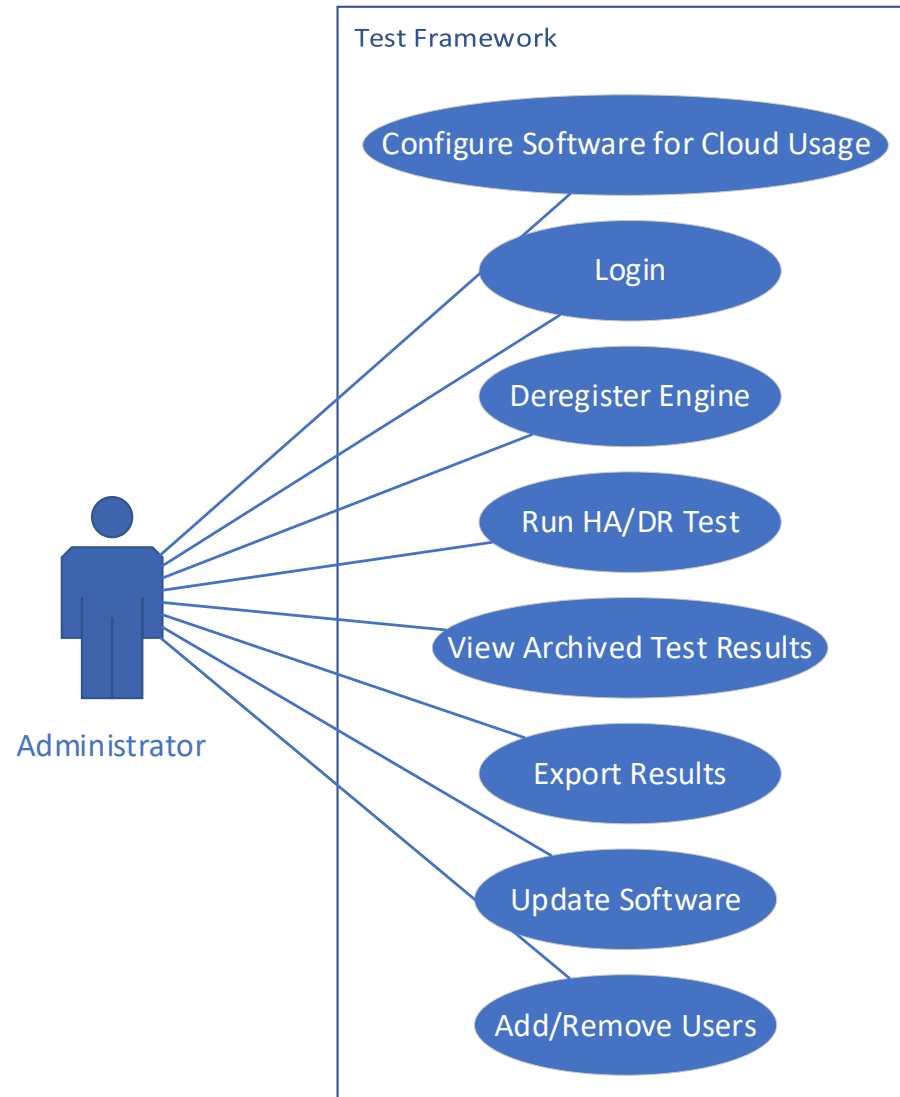 Test Framework
Configure Software for Cloud Usage
Login
Deregister Engine
Run HA/DR Test
View Archived Test Results
Administrator
Export Results
Update Software
Add/Remove Users